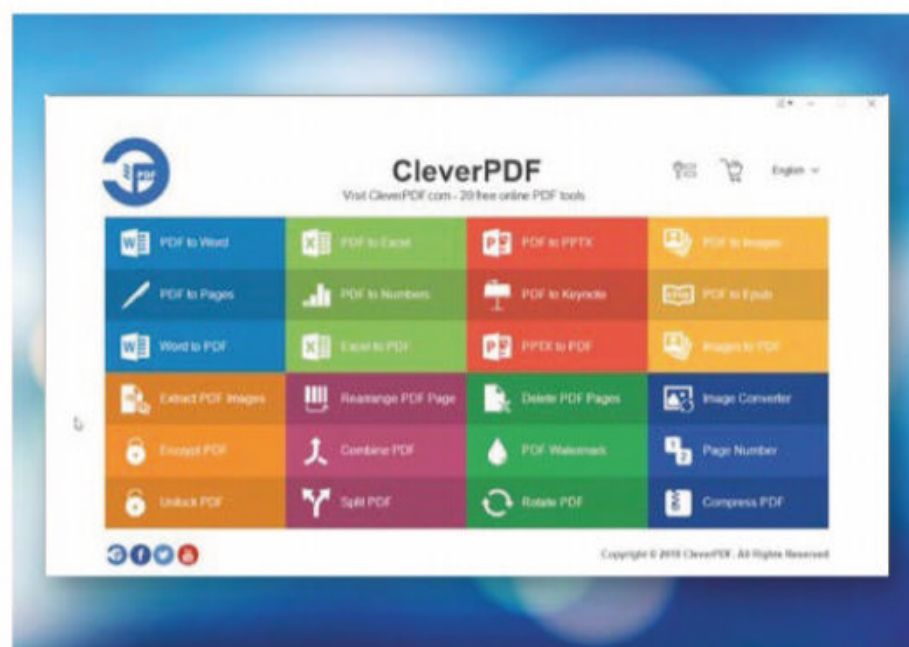 PDF
CleverPDF
Visit CleverPDF.com - 20 free online PDF tools
English
PDF to Word
PDF to Excel
PDF to PPTX
PDF to Images
PDF to Pages
PDF to Numbers
PDF to Keynote
PDF to Epub
Word to PDF
Excel to PDF
PPTX to PDF
Images to PDF
Extract PDF Images
Rearrange PDF Page
Delete PDF Pages
Image Converter
Encrypt PDF
Combine PDF
PDF Watermark
Page Number
Unlock PDF
Split PDF
Rotate PDF
Compress PDF
Copyright © 2019 CleverPDF. All Rights Reserved